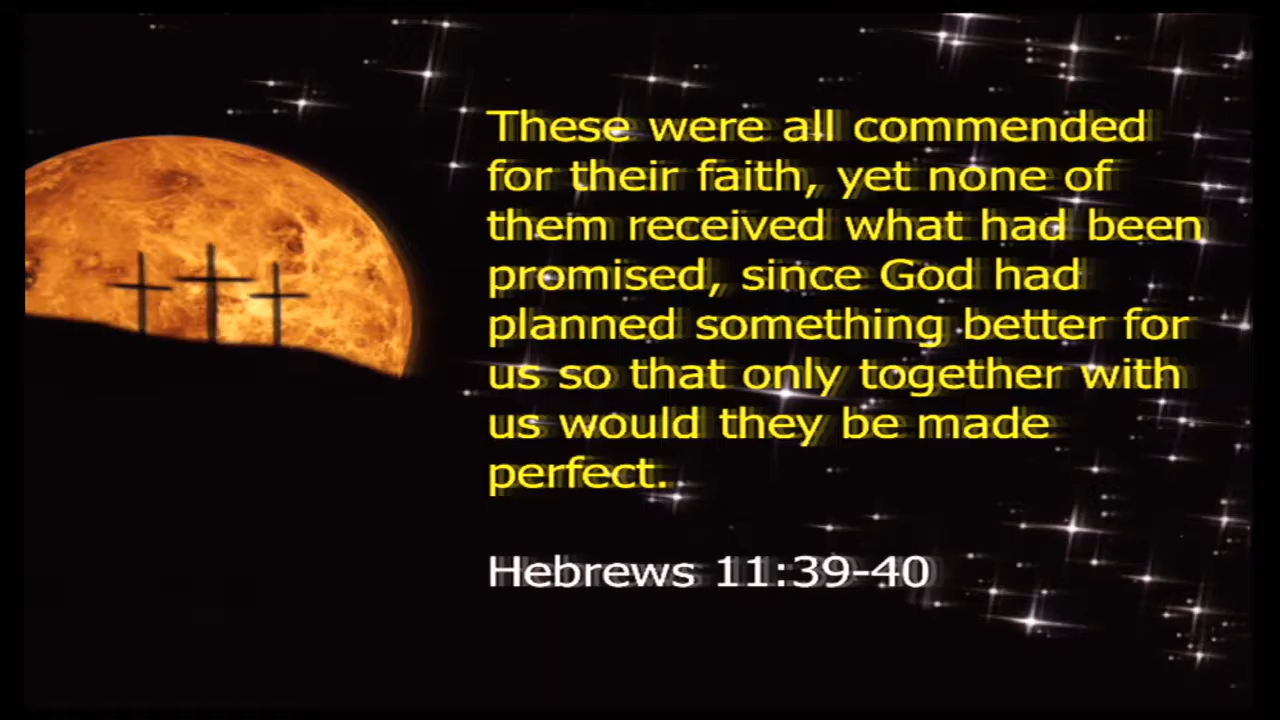 These were all commended
for their faith, yet none of
them received what had been
promised, since God had
planned something better for
us so that only together with
us would they be made
perfect.
Hebrews 11:39-40